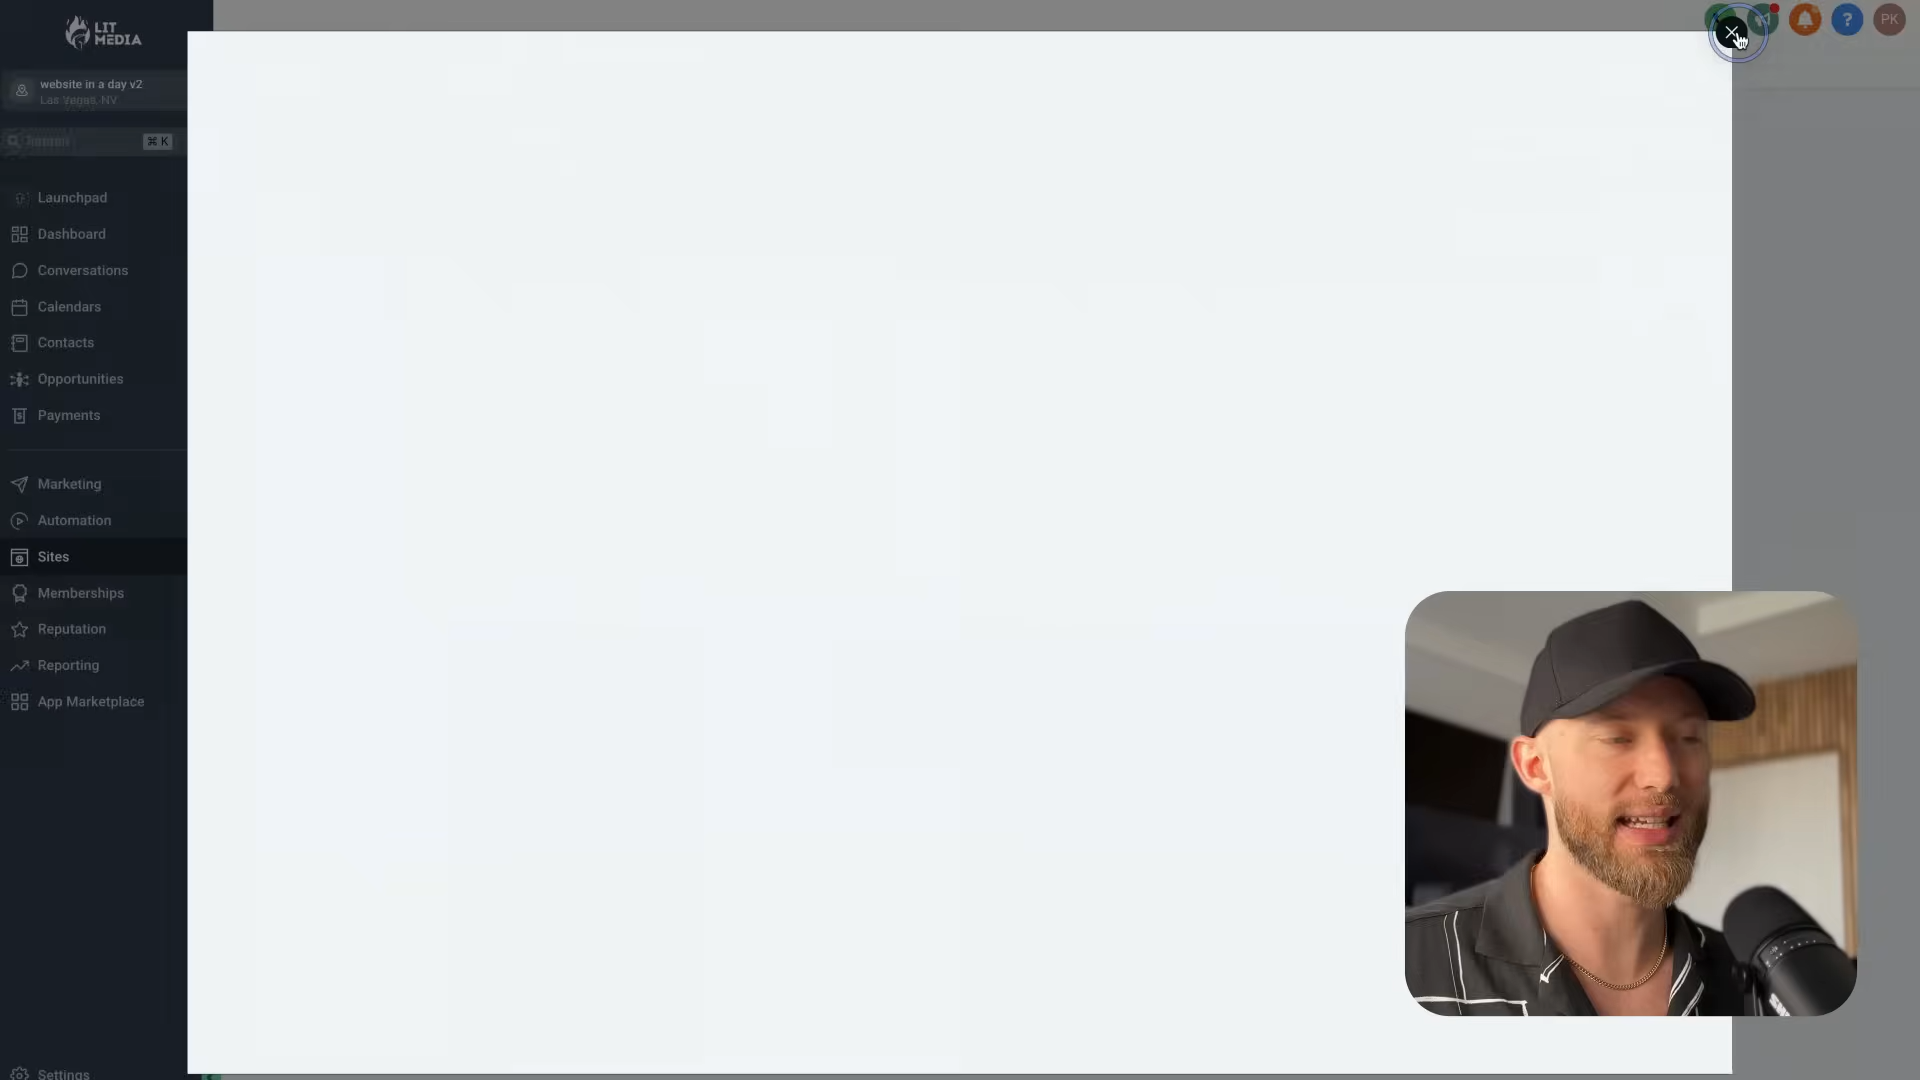 LIT
MEDIA
website in a day v2
Las Vegas, NV
⌘ K
Launchpad
Dashboard
Conversations
Calendars
Contacts
Opportunities
Payments
Marketing
Automation
Sites
Memberships
Reputation
Reporting
App Marketplace
Settings
?
PK